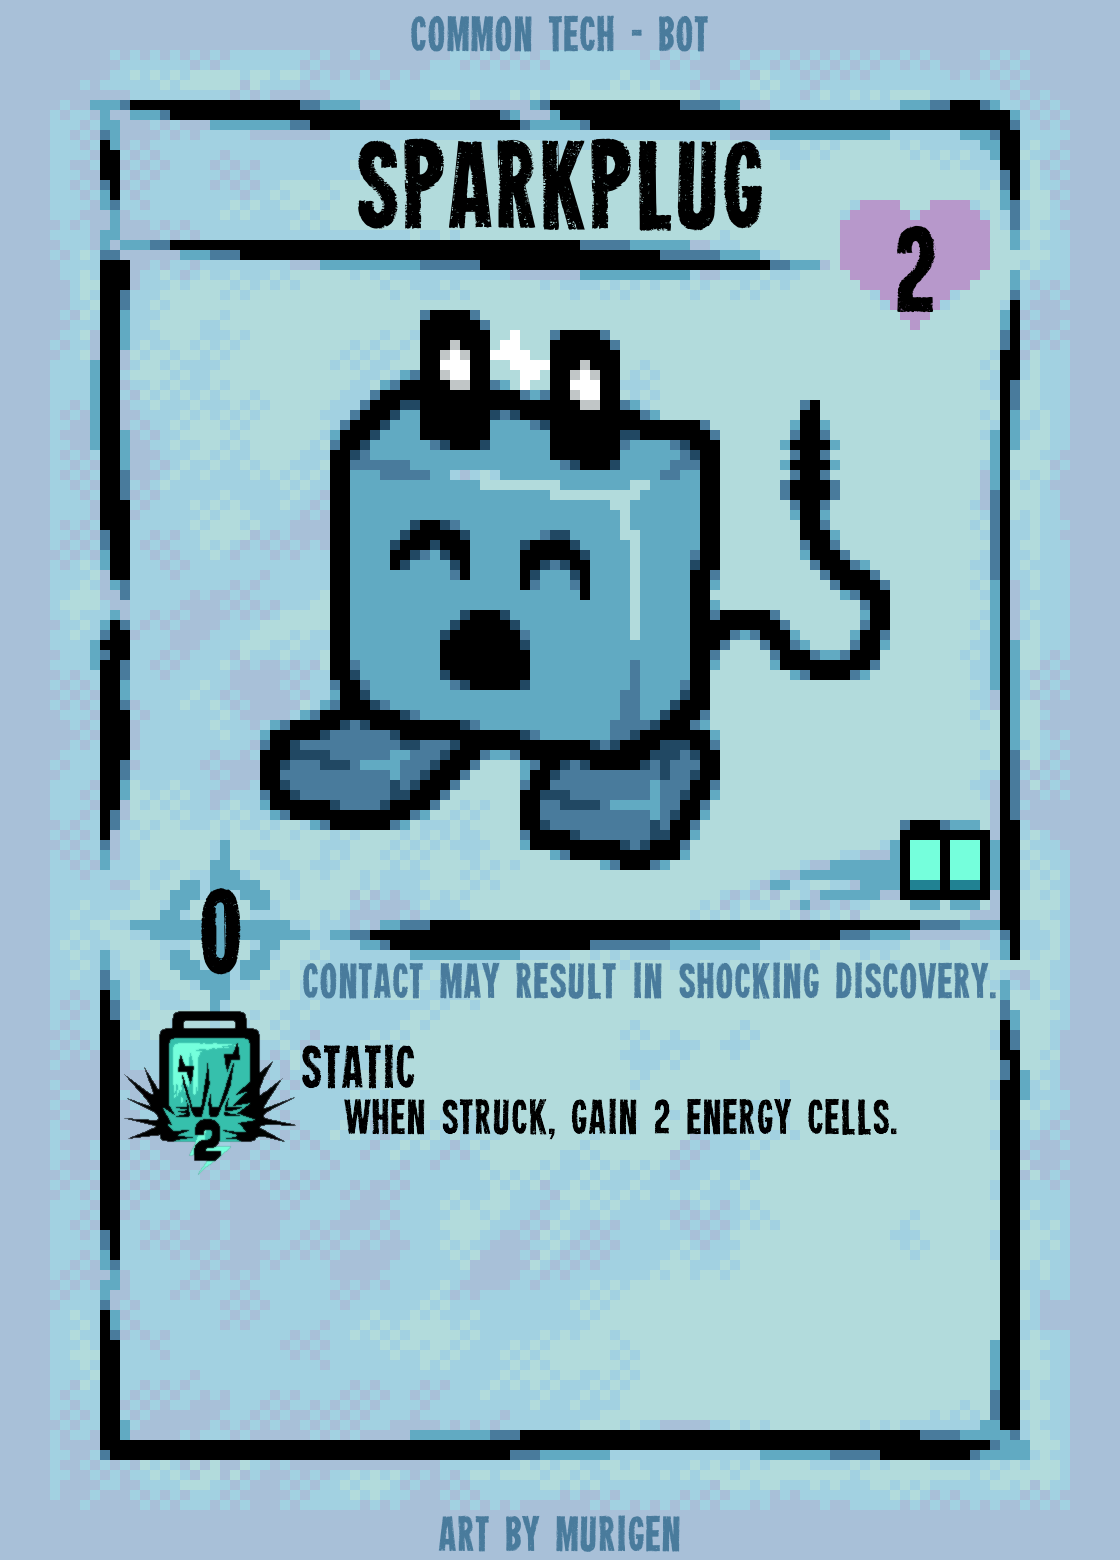 COMMON TECH - BOT
SPARKPLUG
2
0
CONTACT MAY RESULT IN SHOCKING DISCOVERY.
STATIC
2
WHEN STRUCK, GAIN 2 ENERGY CELLS.
ART BY MURIGEN